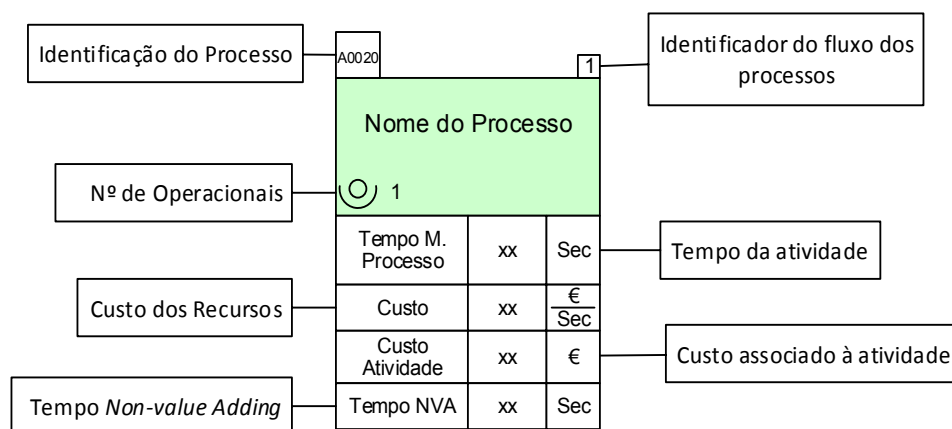 Identificação do Processo
A0020
1
Identificador do fluxo dos
processos
Nome do Processo
Nº de Operacionais
1
Tempo M.
Processo
xx
Sec
Tempo da atividade
Custo dos Recursos
Custo
xx
€
Sec
Custo
Atividade
xx
€
Custo associado à atividade
Tempo Non-value Adding
Tempo NVA
xx
Sec